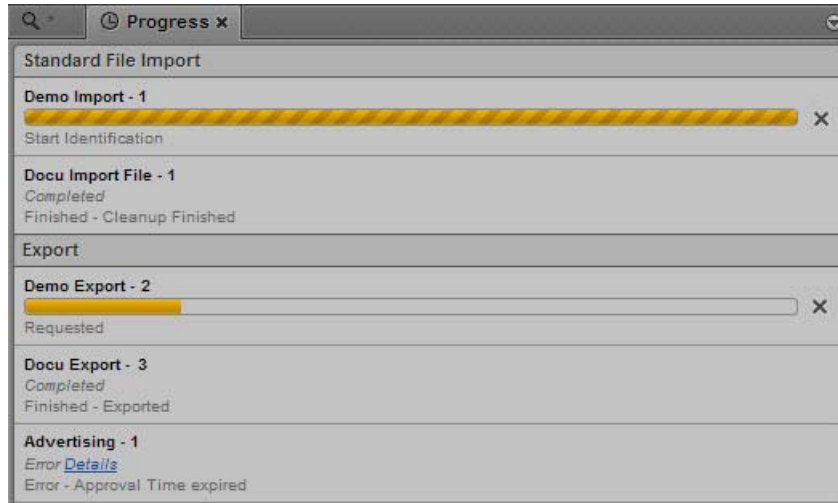 Progress
Standard File Import
Demo Import - 1
Start Identification
Docu Import File - 1
Completed
Finished - Cleanup Finished
Export
Demo Export - 2
Requested
Docu Export - 3
Completed
Finished - Exported
Advertising - 1
Error Details
Error - Approval Time expired